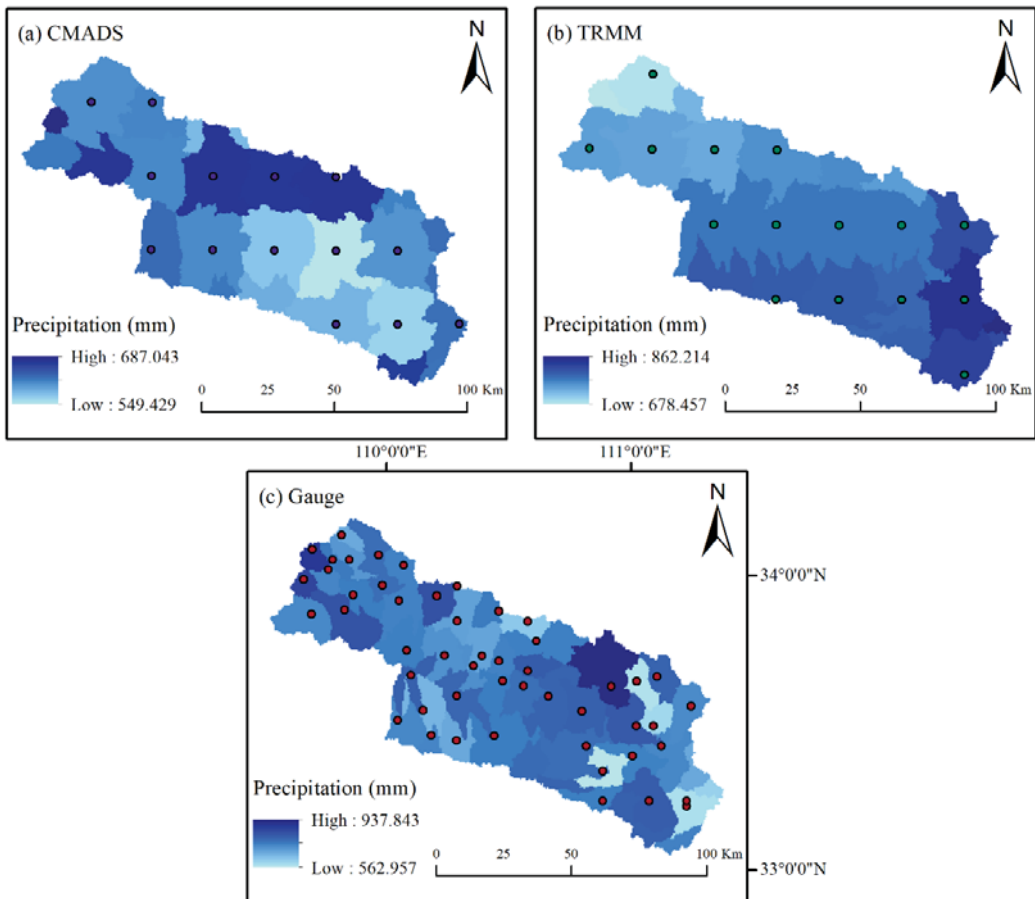 (a) CMADS
N
Precipitation (mm)
High : 687.043
Low : 549.429
0 25 50 100 Km
(b) TRMM
N
Precipitation (mm)
High : 862.214
Low : 678.457
0 25 50 100 Km
110°0'0"E 111°0'0"E
(c) Gauge
N
34°0'0"N
Precipitation (mm)
High : 937.843
Low : 562.957
0 25 50 100 Km
33°0'0"N